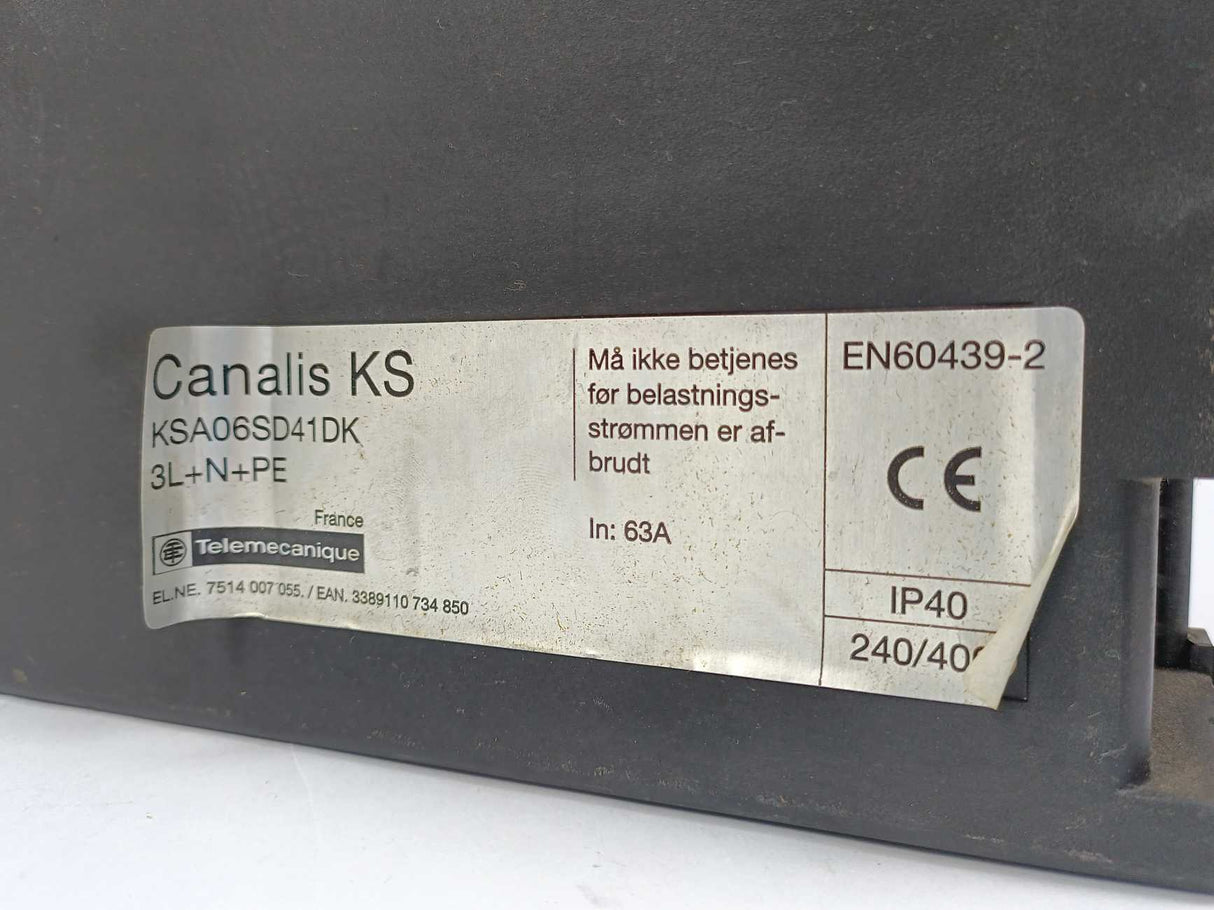 Canalis KS
KSA06SD41DK
3L+N+PE
France
Telemecanique
EL.NE. 7514 007 055. / EAN. 3389110 734 850
Må ikke betjenes
før belastnings-
strømmen er af-
brudt
In: 63A
EN60439-2
CE
IP40